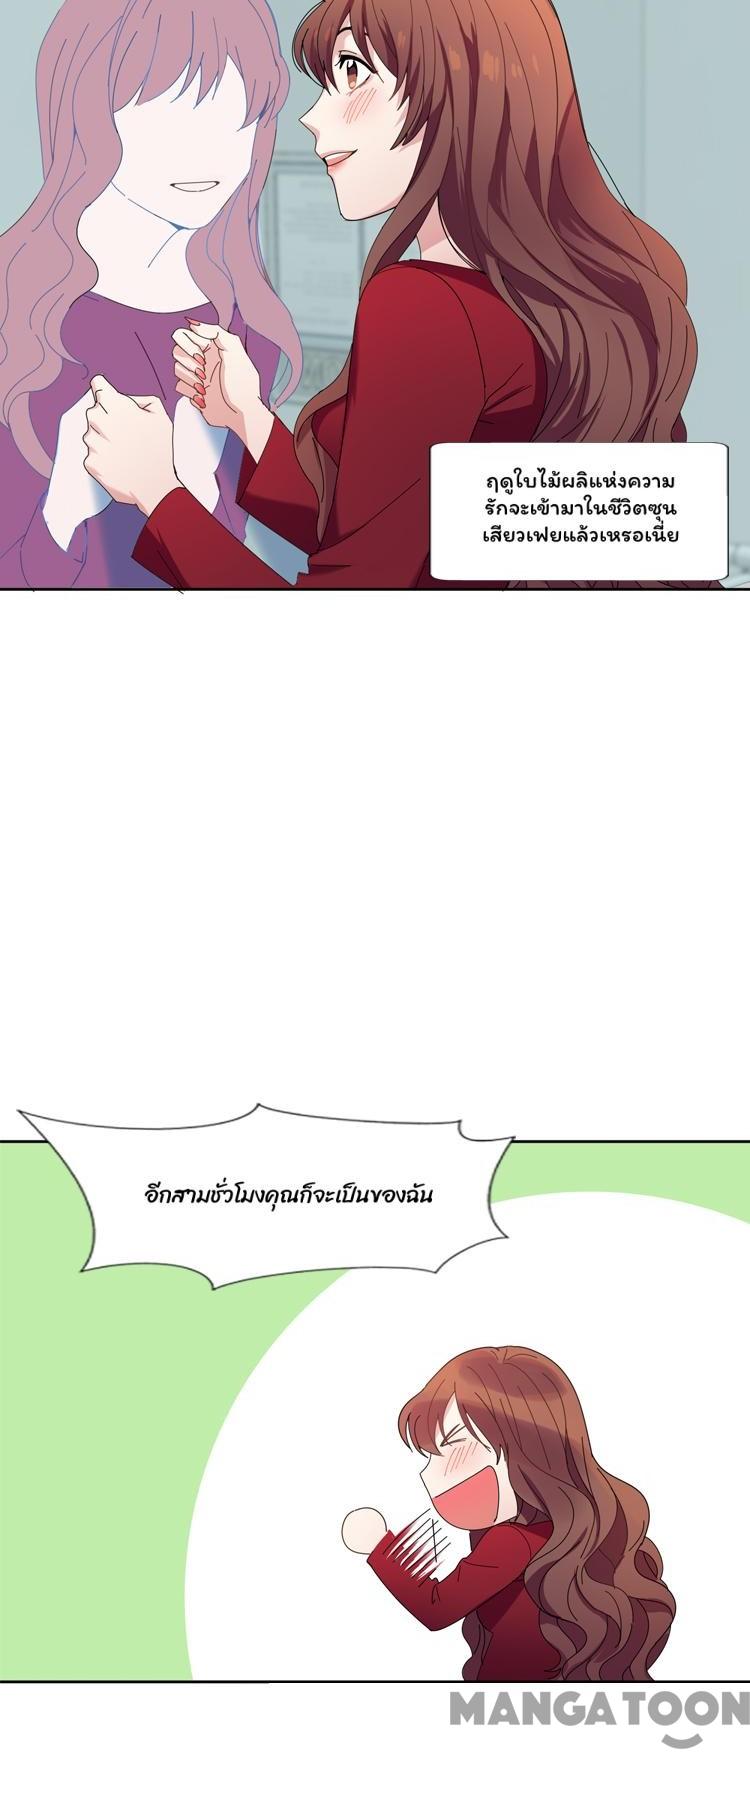 ฤดูใบไม้ผลิแห่งความ
รักจะเข้ามาในชีวิตซุน
เสียวเฟยแล้วเหรอเนี่ย
อีกสามชั่วโมงคุณก็จะเป็นของฉัน
MANGATOON